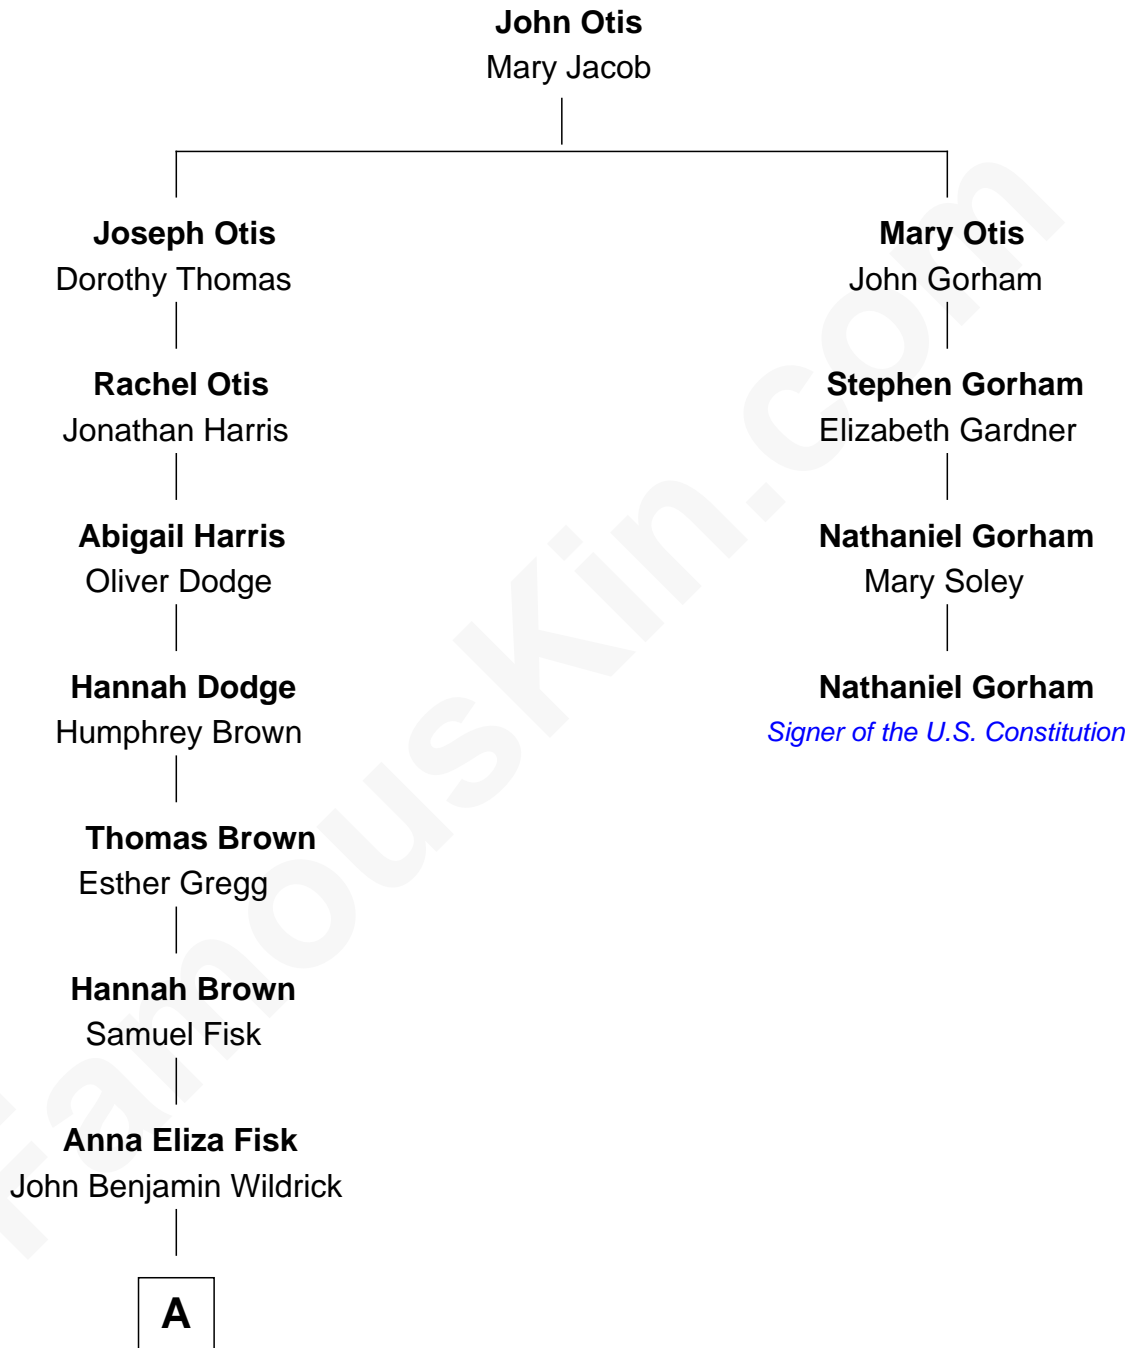 John Otis
Mary Jacob
Joseph Otis
Dorothy Thomas
Mary Otis
John Gorham
Rachel Otis
Jonathan Harris
Stephen Gorham
Elizabeth Gardner
Abigail Harris
Oliver Dodge
Nathaniel Gorham
Mary Soley
Hannah Dodge
Humphrey Brown
Nathaniel Gorham
Signer of the U.S. Constitution
Thomas Brown
Esther Gregg
Hannah Brown
Samuel Fisk
Anna Eliza Fisk
John Benjamin Wildrick
A
FamousKin.com